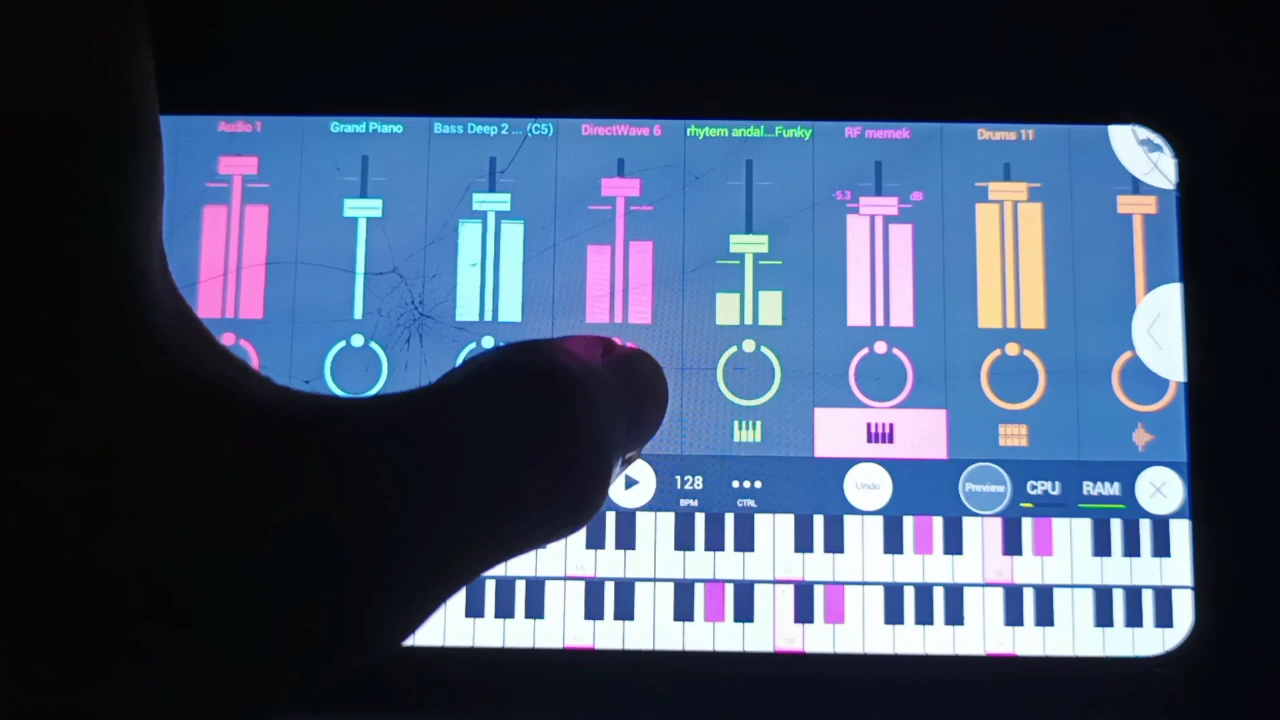 Audio 1
Grand Piano
Bass Deep 2 ... (C5)
DirectWave 6
rhytem andal...Funky
RF memek
Drums 11
-5.3 dB
128
BPM
CTRL
Undo
Preview
CPU
RAM